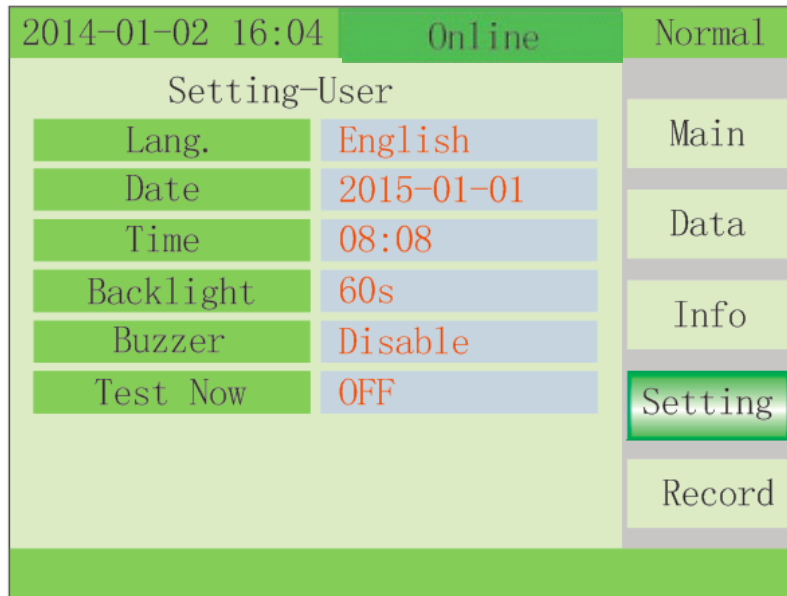 2014-01-02 16:04 Online Normal
Setting-User
Lang. English
Date 2015-01-01
Time 08:08
Backlight 60s
Buzzer Disable
Test Now OFF
Main
Data
Info
Setting
Record